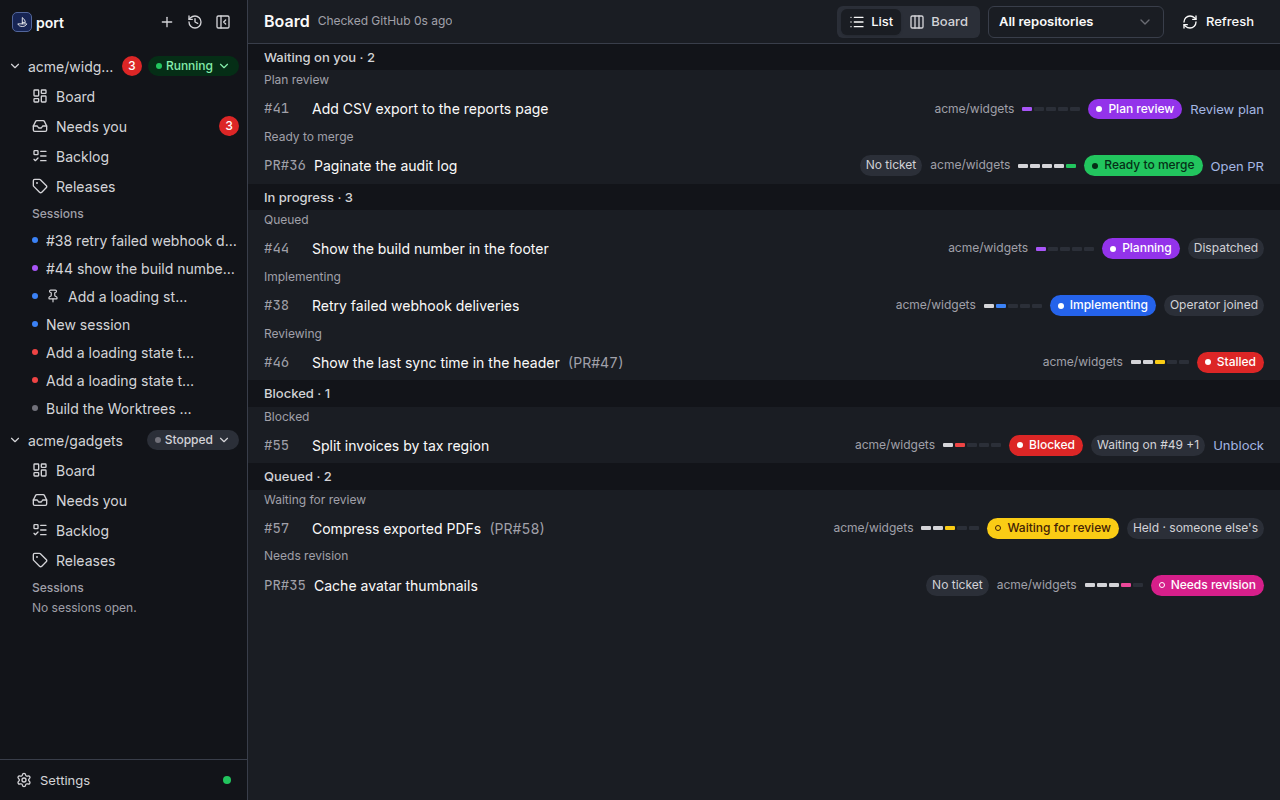 port
acme/widg... 3 Running
Board
Needs you 3
Backlog
Releases
Sessions
#38 retry failed webhook d...
#44 show the build numbe...
Add a loading st...
New session
Add a loading state t...
Add a loading state t...
Build the Worktrees ...
acme/gadgets Stopped
Board
Needs you
Backlog
Releases
Sessions
No sessions open.
Settings
Board Checked GitHub 0s ago List Board All repositories Refresh
Waiting on you · 2
Plan review
#41 Add CSV export to the reports page acme/widgets Plan review Review plan
Ready to merge
PR#36 Paginate the audit log No ticket acme/widgets Ready to merge Open PR
In progress · 3
Queued
#44 Show the build number in the footer acme/widgets Planning Dispatched
Implementing
#38 Retry failed webhook deliveries acme/widgets Implementing Operator joined
Reviewing
#46 Show the last sync time in the header (PR#47) acme/widgets Stalled
Blocked · 1
Blocked
#55 Split invoices by tax region acme/widgets Blocked Waiting on #49 +1 Unblock
Queued · 2
Waiting for review
#57 Compress exported PDFs (PR#58) acme/widgets Waiting for review Held · someone else's
Needs revision
PR#35 Cache avatar thumbnails No ticket acme/widgets Needs revision